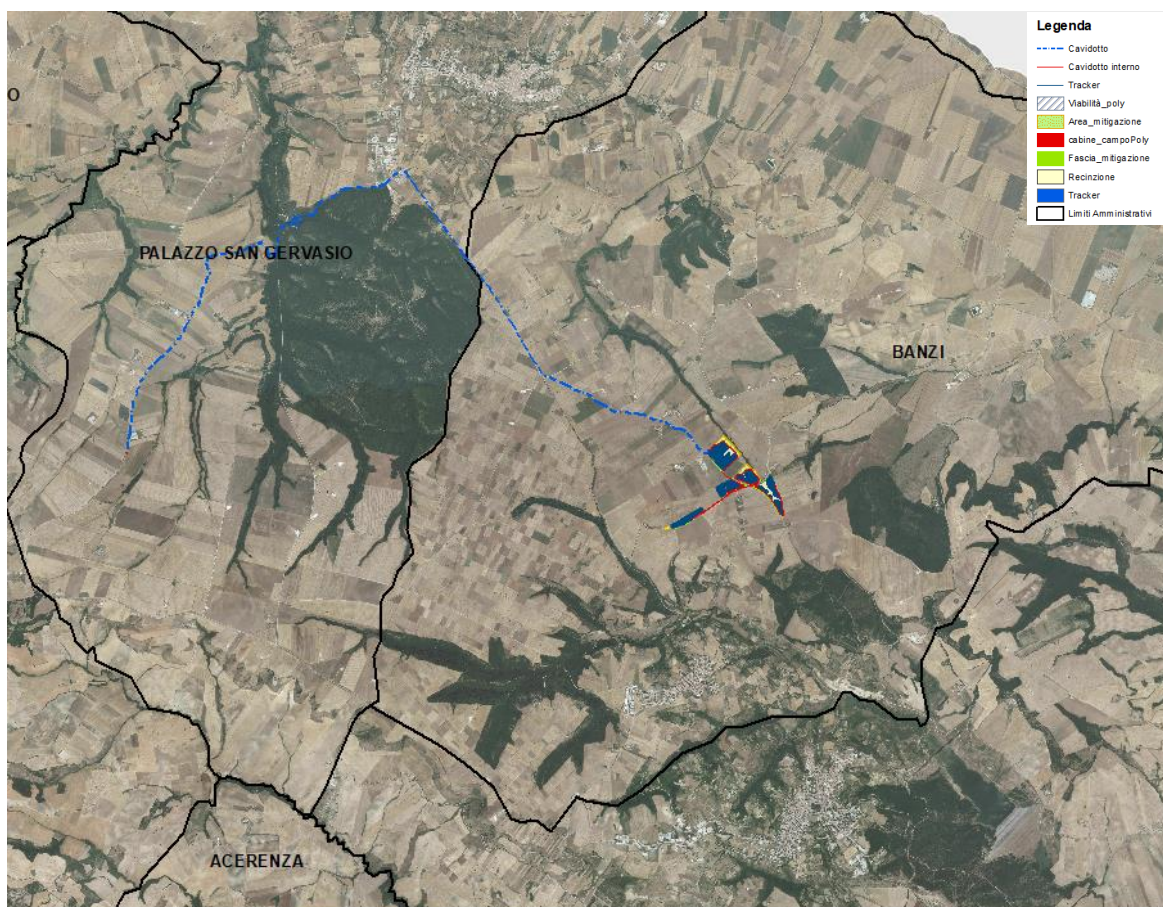 Legenda
Cavidotto
Cavidotto interno
Tracker
Viabilità_poly
Area_mitigazione
cabine_campoPoly
Fascia_mitigazione
Recinzione
Tracker
Limiti Amministrativi
O
PALAZZO SAN GERVASIO
BANZI
ACERENZA